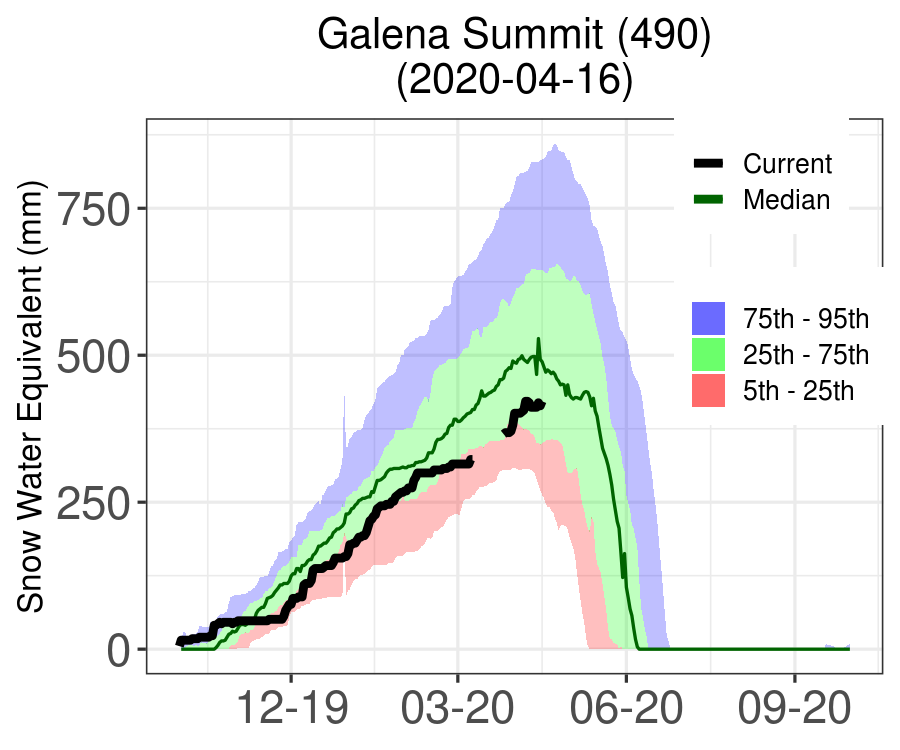 Galena Summit (490)
(2020-04-16)
Snow Water Equivalent (mm)
750
500
250
0
12-19
03-20
06-20
09-20
Current
Median
75th - 95th
25th - 75th
5th - 25th